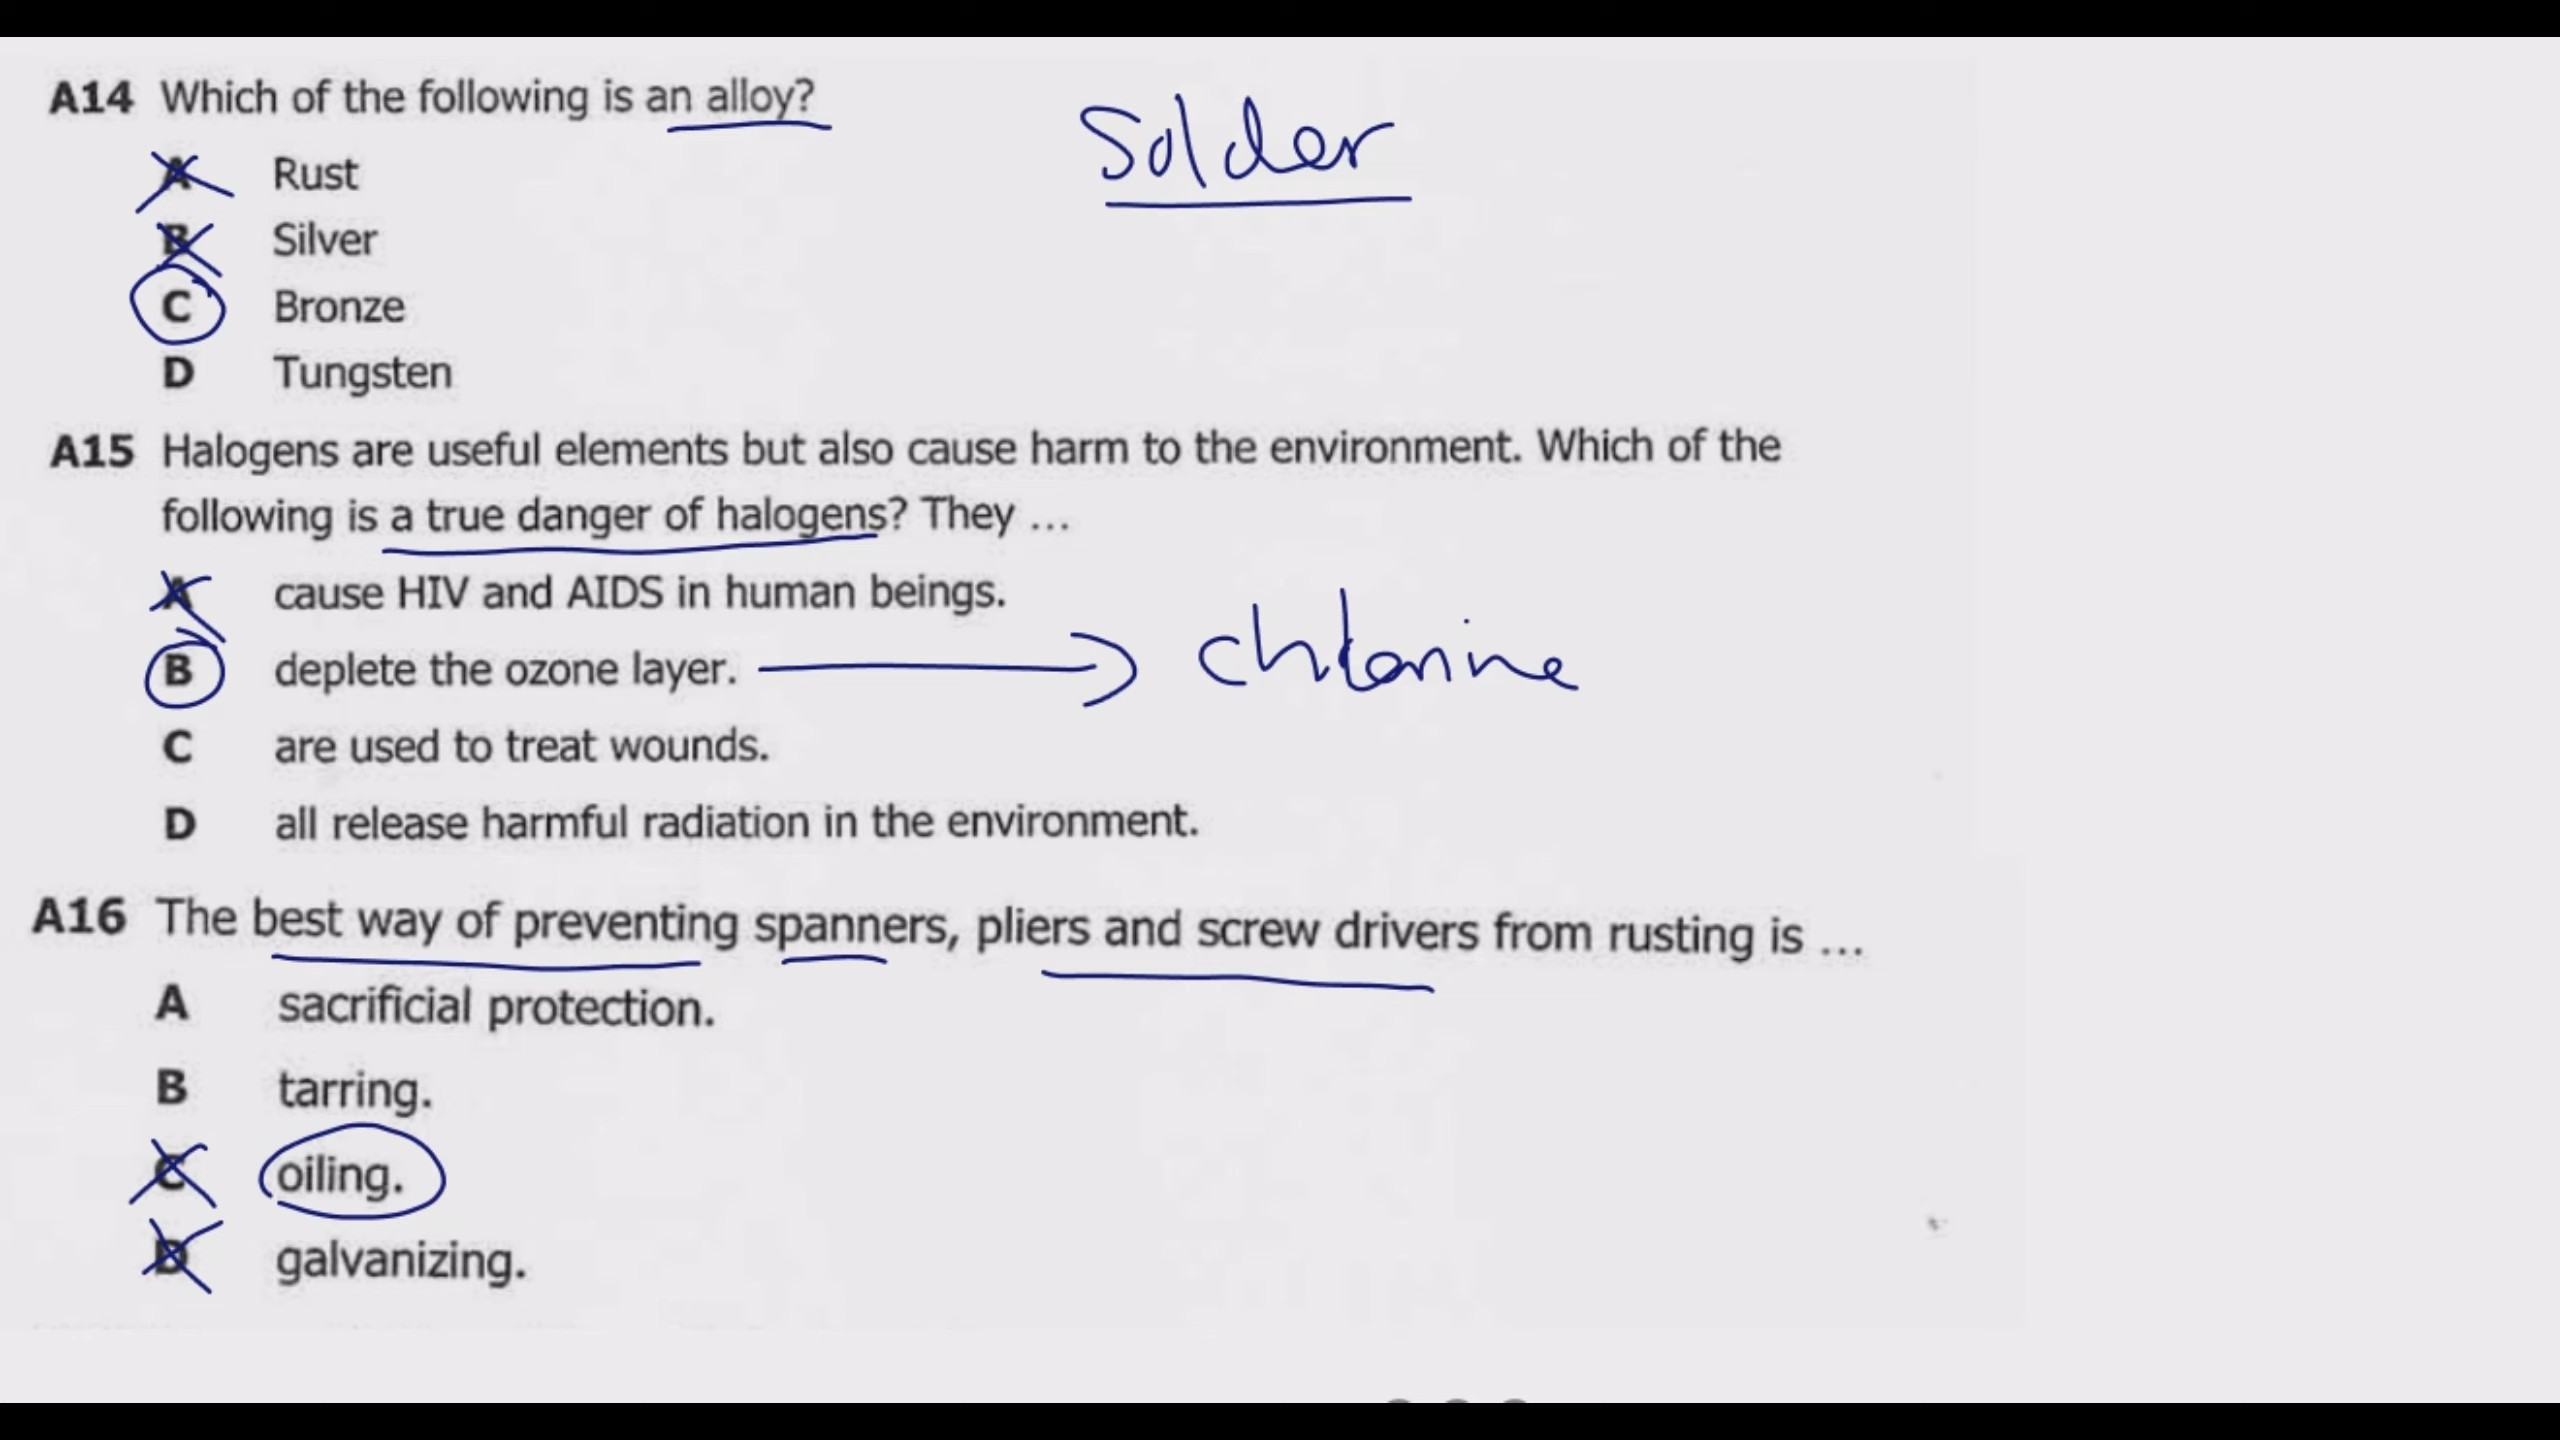 A14 Which of the following is an alloy?
Solder
A Rust
B Silver
C Bronze
D Tungsten
A15 Halogens are useful elements but also cause harm to the environment. Which of the
following is a true danger of halogens? They ...
A cause HIV and AIDS in human beings.
B deplete the ozone layer. chlorine
C are used to treat wounds.
D all release harmful radiation in the environment.
A16 The best way of preventing spanners, pliers and screw drivers from rusting is ...
A sacrificial protection.
B tarring.
C oiling.
D galvanizing.